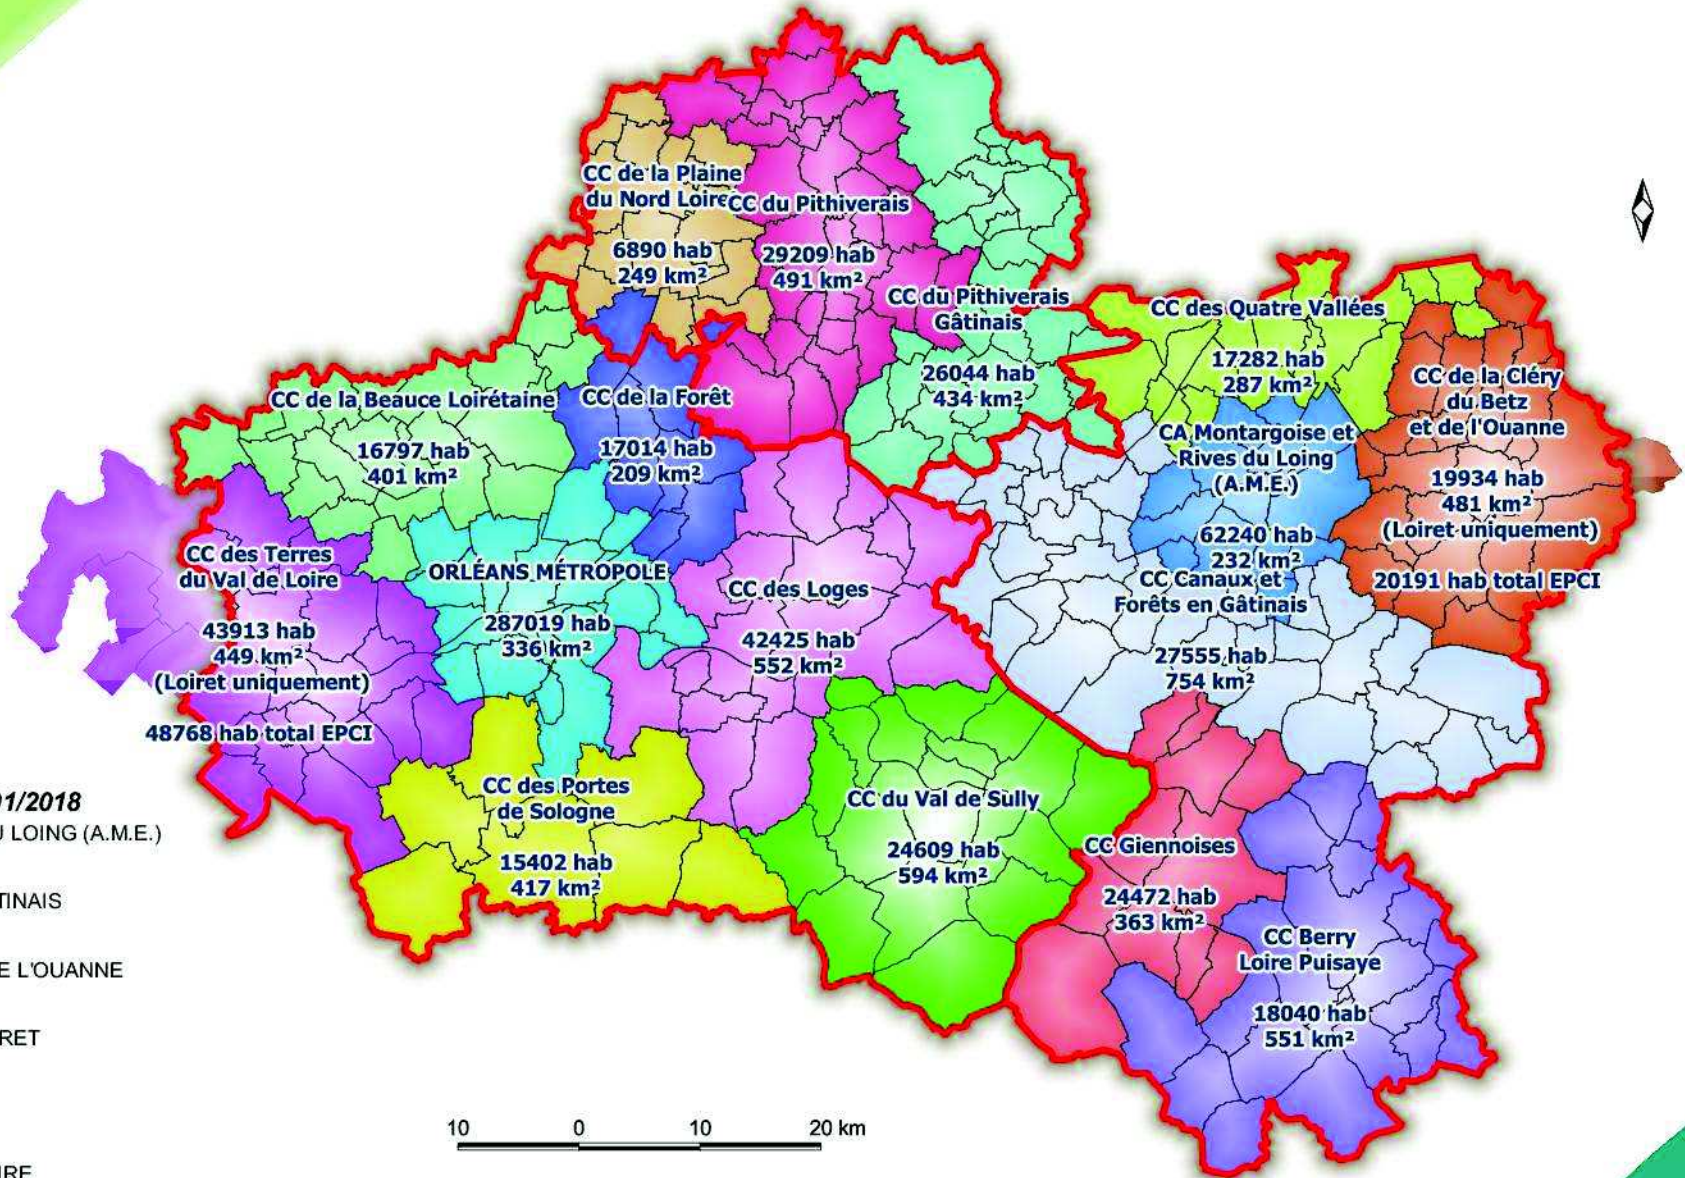 CC de la Plaine
du Nord Loire
6890 hab
249 km²
CC du Pithiverais
29209 hab
491 km²
CC du Pithiverais
Gâtinais
26044 hab
434 km²
CC des Quatre Vallées
17282 hab
287 km²
CC de la Cléry
du Betz
et de l'Ouanne
19934 hab
481 km²
(Loiret uniquement)
20191 hab total EPCI
CC de la Beauce Loirétaine
16797 hab
401 km²
CC de la Forêt
17014 hab
209 km²
CA Montargoise et
Rives du Loing
(A.M.E.)
62240 hab
232 km²
CC Canaux et
Forêts en Gâtinais
27555 hab
754 km²
CC des Terres
du Val de Loire
43913 hab
449 km²
(Loiret uniquement)
48768 hab total EPCI
ORLÉANS MÉTROPOLE
287019 hab
336 km²
CC des Loges
42425 hab
552 km²
CC des Portes
de Sologne
15402 hab
417 km²
CC du Val de Sully
24609 hab
594 km²
CC Giennoises
24472 hab
363 km²
CC Berry
Loire Puisaye
18040 hab
551 km²
01/2018
U LOING (A.M.E.)
TINAIS
E L'OUANNE
RET
IRE
10 0 10 20 km